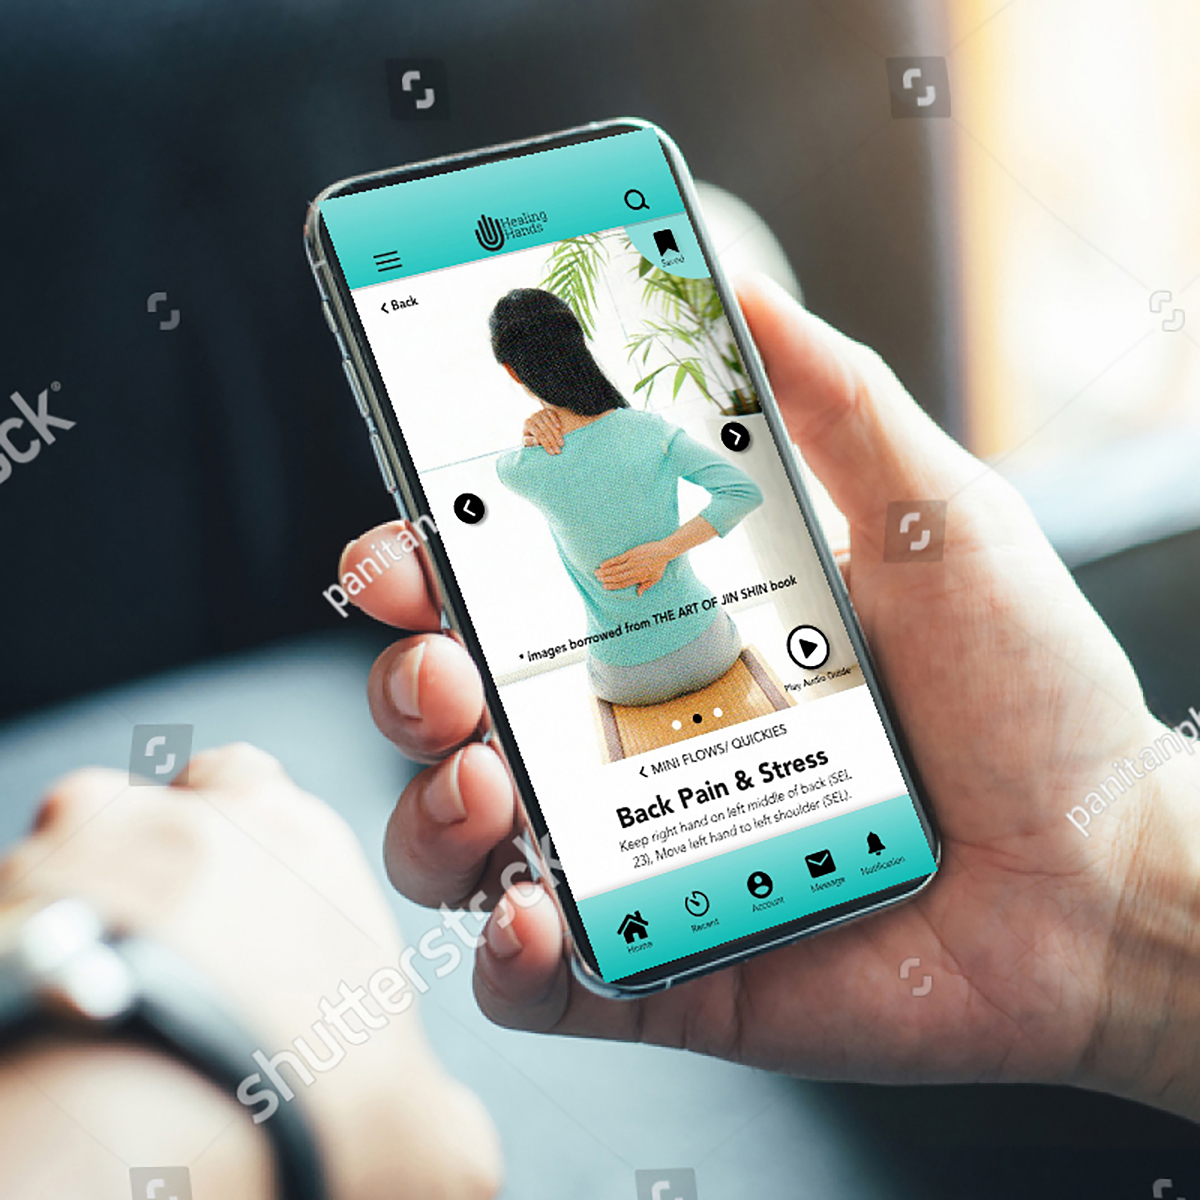 Healing
Hands
Saved
Back
* images borrowed from THE ART OF JIN SHIN book
Play Audio Guide
MINI FLOWS/ QUICKIES
Back Pain & Stress
Keep right hand on left middle of back (SEL
23), Move left hand to left shoulder (SEL).
Home
Recent
Account
Message
Notification
ock®
panitan
shutterstock
panitanph